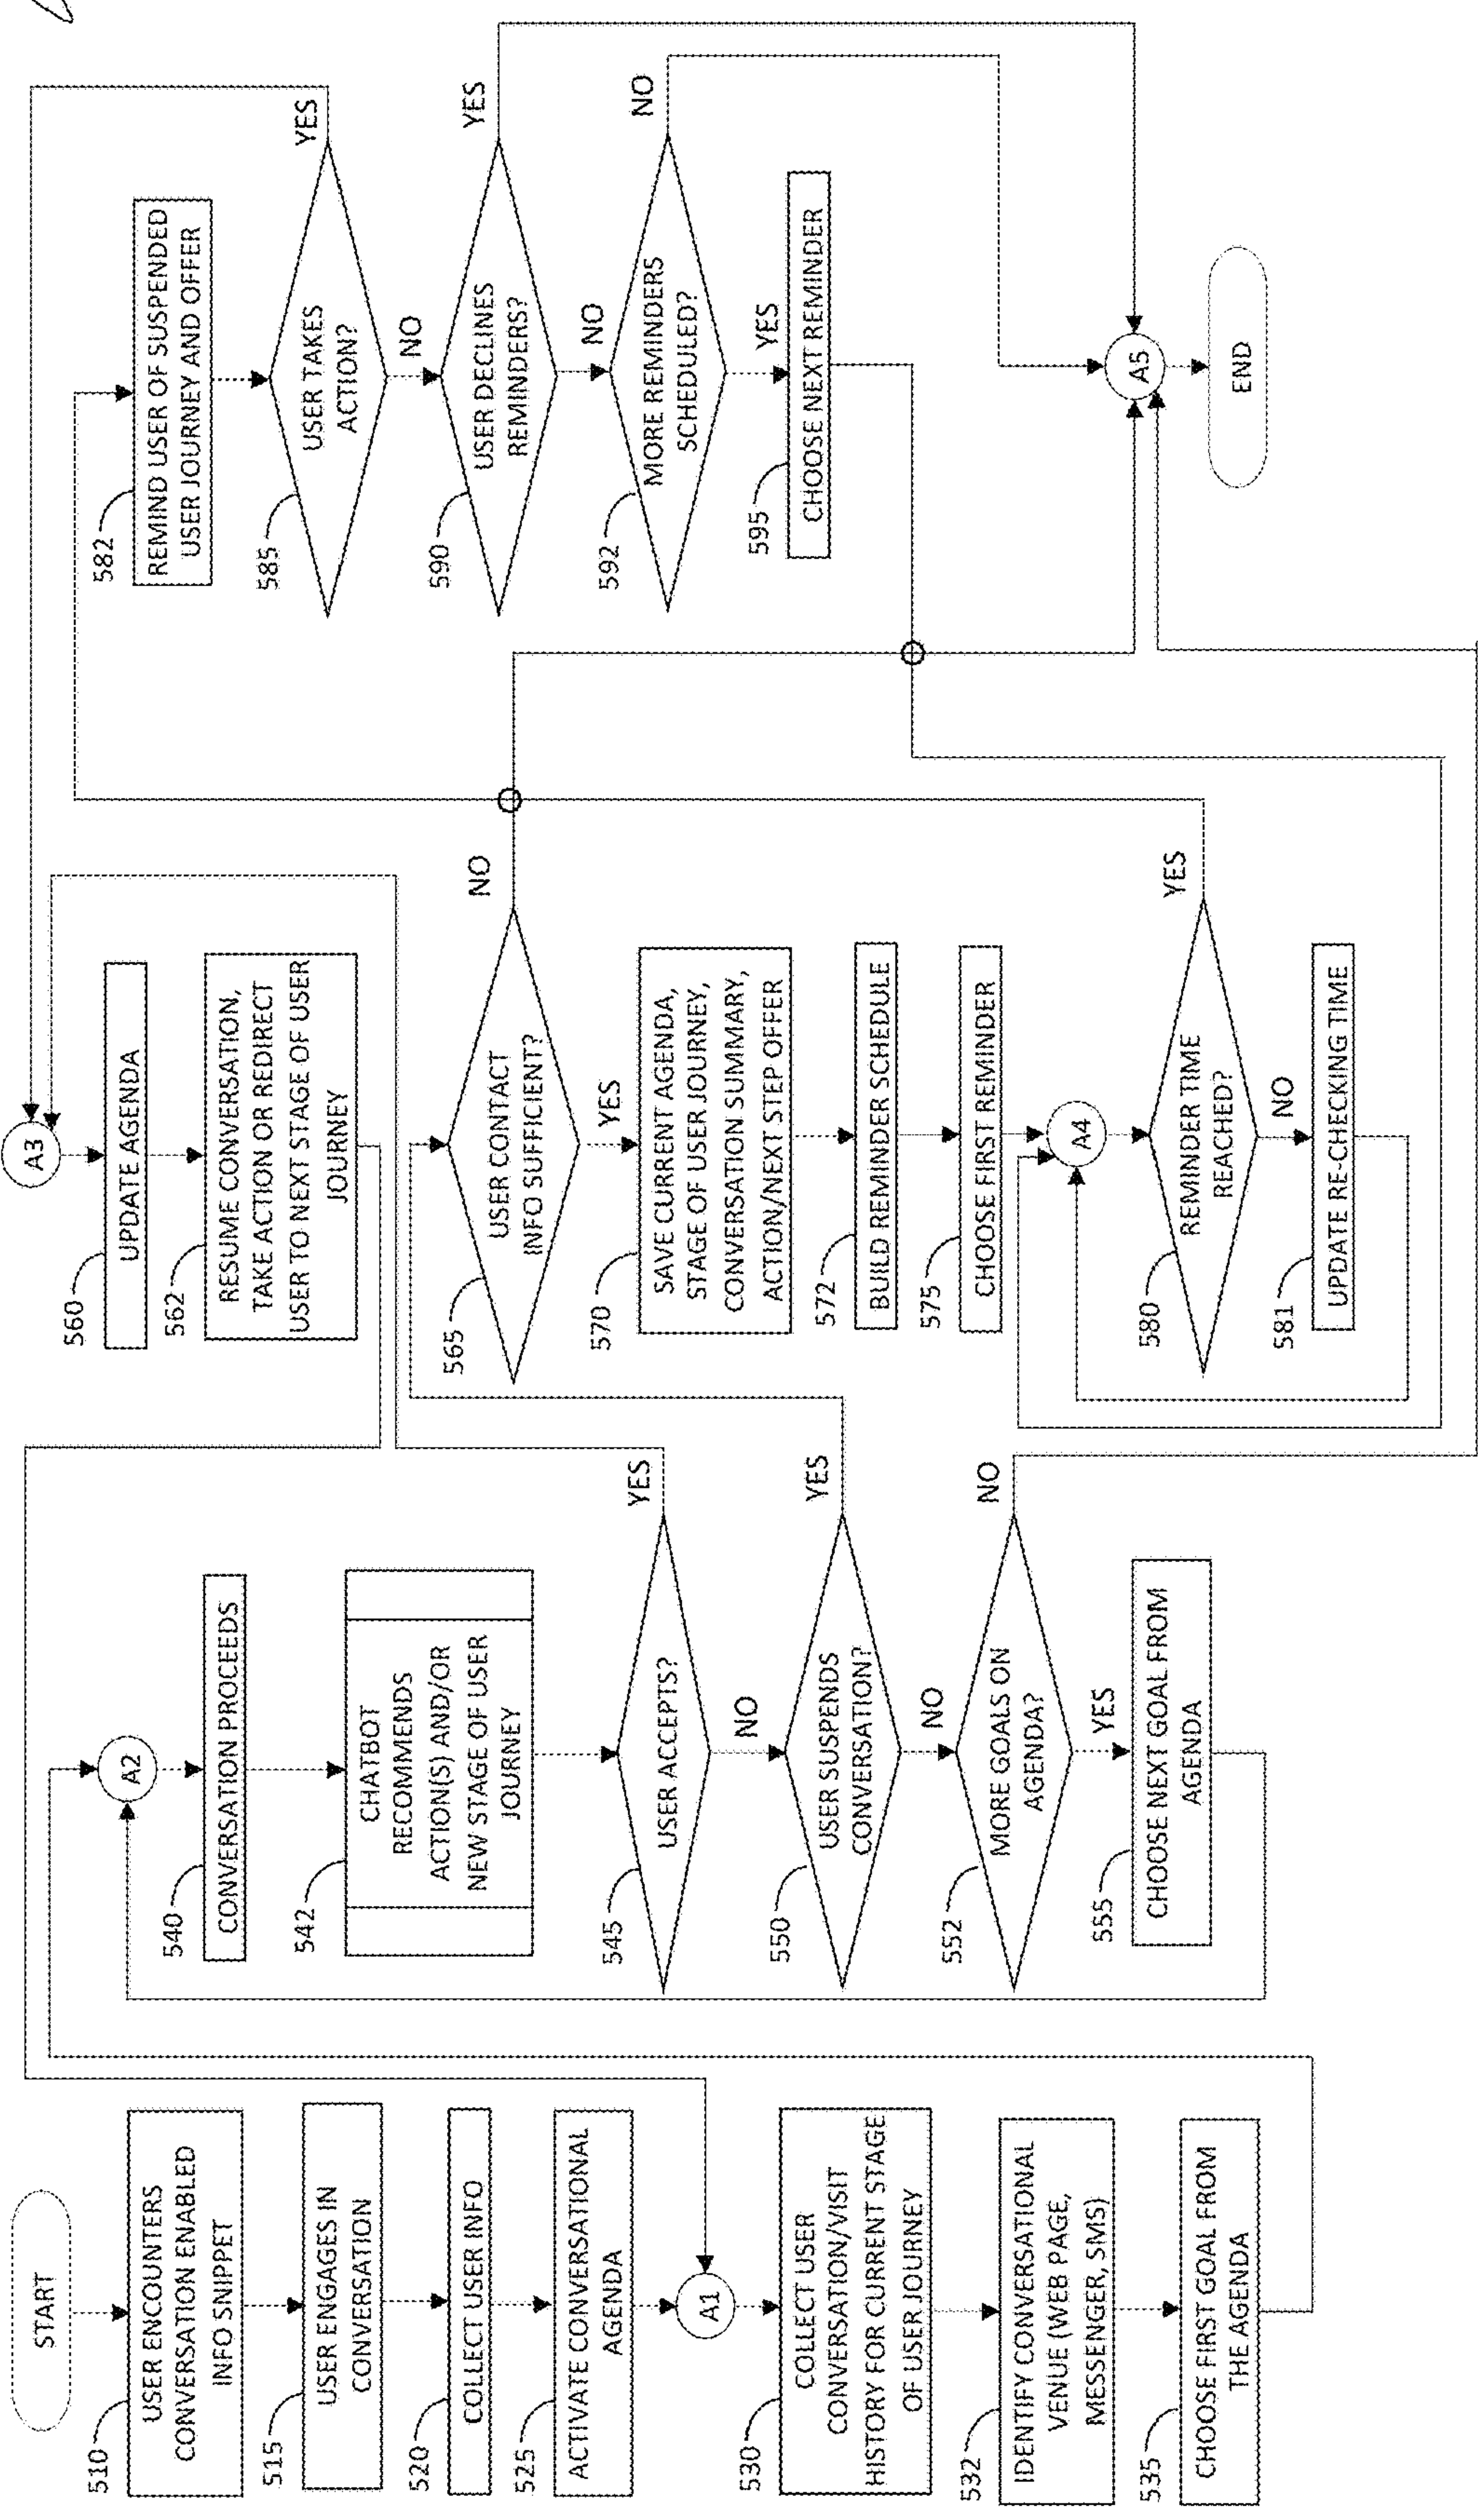 START
510
USER ENCOUNTERS
CONVERSATION ENABLED
INFO SNIPPET
515
USER ENGAGES IN
CONVERSATION
520
COLLECT USER INFO
525
ACTIVATE CONVERSATIONAL
AGENDA
A1
530
COLLECT USER
CONVERSATION/VISIT
HISTORY FOR CURRENT STAGE
OF USER JOURNEY
532
IDENTIFY CONVERSATIONAL
VENUE (WEB PAGE,
MESSENGER, SMS)
535
CHOOSE FIRST GOAL FROM
THE AGENDA
A2
540
CONVERSATION PROCEEDS
542
CHATBOT
RECOMMENDS
ACTION(S) AND/OR
NEW STAGE OF USER
JOURNEY
545
USER ACCEPTS?
YES
NO
550
USER SUSPENDS
CONVERSATION?
YES
NO
552
MORE GOALS ON
AGENDA?
NO
YES
555
CHOOSE NEXT GOAL FROM
AGENDA
A3
560
UPDATE AGENDA
562
RESUME CONVERSATION,
TAKE ACTION OR REDIRECT
USER TO NEXT STAGE OF USER
JOURNEY
565
USER CONTACT
INFO SUFFICIENT?
NO
YES
570
SAVE CURRENT AGENDA,
STAGE OF USER JOURNEY,
CONVERSATION SUMMARY,
ACTION/NEXT STEP OFFER
572
BUILD REMINDER SCHEDULE
575
CHOOSE FIRST REMINDER
A4
580
REMINDER TIME
REACHED?
YES
NO
581
UPDATE RE-CHECKING TIME
582
REMIND USER OF SUSPENDED
USER JOURNEY AND OFFER
585
USER TAKES
ACTION?
YES
NO
590
USER DECLINES
REMINDERS?
YES
NO
592
MORE REMINDERS
SCHEDULED?
NO
YES
595
CHOOSE NEXT REMINDER
A5
END